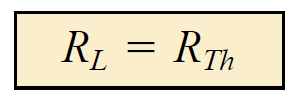 R_L = R_Th